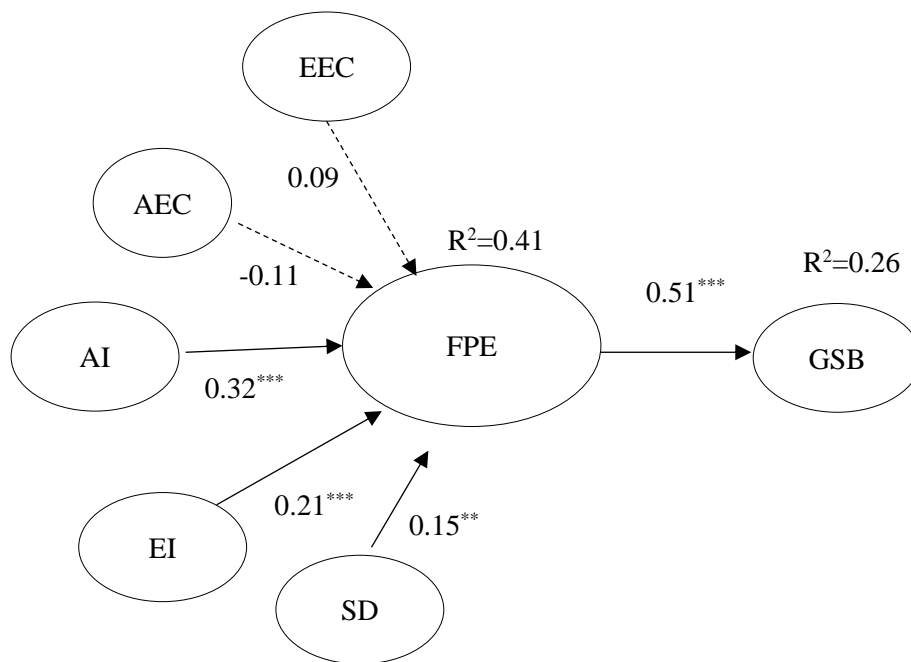 EEC
0.09
AEC
-0.11
R²=0.41
R²=0.26
0.51***
AI
0.32***
FPE
GSB
EI
0.21***
0.15**
SD